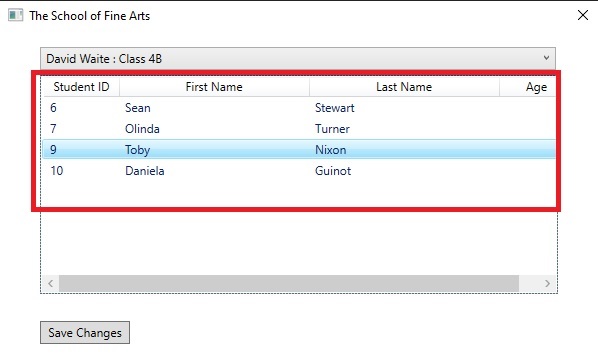 The School of Fine Arts
David Waite : Class 4B
Student ID First Name Last Name Age
6 Sean Stewart
7 Olinda Turner
9 Toby Nixon
10 Daniela Guinot
Save Changes